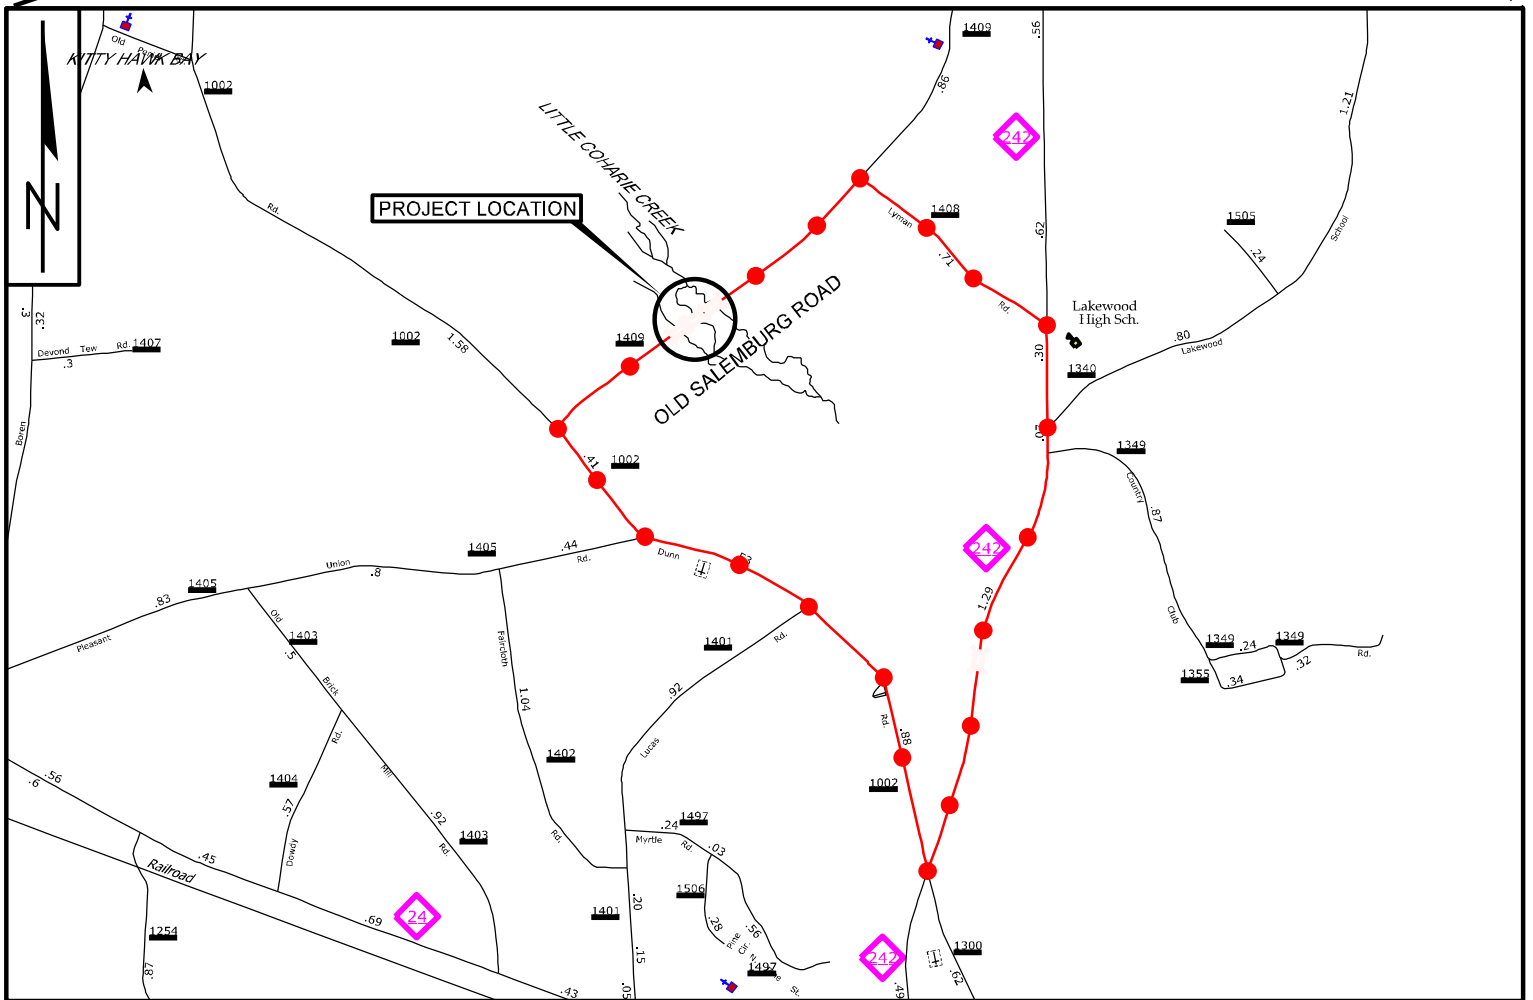 Old
KITTY HAWK BAY
1002
N
LITTLE COHARIE CREEK
PROJECT LOCATION
1409
.86
.56
242
1.21
Rd.
Lyman
1408
.71
Rd.
.62
1505
.24
School
Lakewood
High Sch.
.3
.32
Devond Tew Rd.
1407
.3
1002
1.58
1409
OLD SALEMBURG ROAD
.30
1340
.80
Lakewood
.07
1349
Boren
.41
1002
Country
.87
242
1405
.44
Rd.
Dunn
.53
Union
.8
1405
.83
Pleasant
Old
1403
.5
Brick
Faircloth
1.04
1401
Rd.
.92
Lucas
1.29
Club
1349
.24
1349
.32
Rd.
1355
.34
Rd.
Mill
1402
Rd.
.88
1002
.56
.6
1404
.57
Dowdy
.92
1403
Rd.
Rd.
1497
.24
Myrtle
Rd.
.03
.45
Railroad
1506
.28
Pine
Cir.
N.
.56
1401
.20
.15
.05
.69
24
1254
.87
.43
1497
St.
242
.49
1300
.62